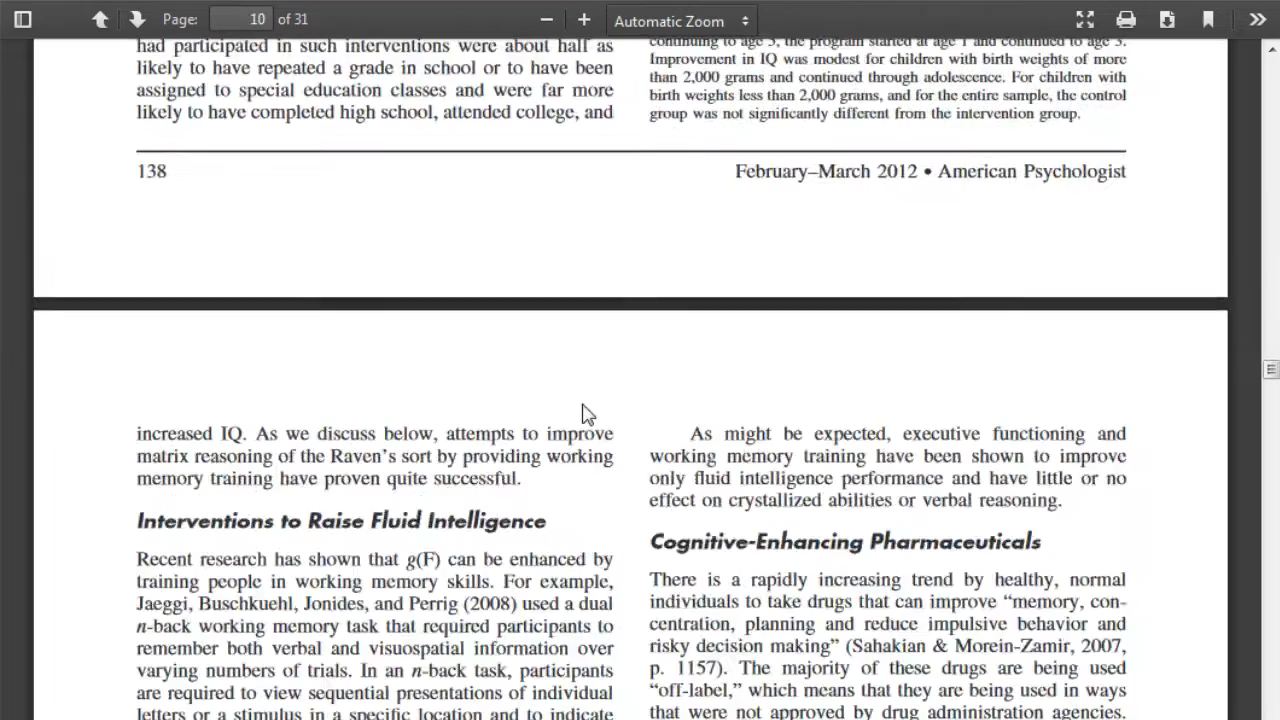 Page: 10 of 31
Automatic Zoom
had participated in such interventions were about half as
likely to have repeated a grade in school or to have been
assigned to special education classes and were far more
likely to have completed high school, attended college, and
continuing to age 5, the program started at age 1 and continued to age 3.
Improvement in IQ was modest for children with birth weights of more
than 2,000 grams and continued through adolescence. For children with
birth weights less than 2,000 grams, and for the entire sample, the control
group was not significantly different from the intervention group.
138
February–March 2012 • American Psychologist
increased IQ. As we discuss below, attempts to improve
matrix reasoning of the Raven's sort by providing working
memory training have proven quite successful.
Interventions to Raise Fluid Intelligence
Recent research has shown that g(F) can be enhanced by
training people in working memory skills. For example,
Jaeggi, Buschkuehl, Jonides, and Perrig (2008) used a dual
n-back working memory task that required participants to
remember both verbal and visuospatial information over
varying numbers of trials. In an n-back task, participants
are required to view sequential presentations of individual
letters or a stimulus in a specific location and to indicate
As might be expected, executive functioning and
working memory training have been shown to improve
only fluid intelligence performance and have little or no
effect on crystallized abilities or verbal reasoning.
Cognitive-Enhancing Pharmaceuticals
There is a rapidly increasing trend by healthy, normal
individuals to take drugs that can improve “memory, con-
centration, planning and reduce impulsive behavior and
risky decision making” (Sahakian & Morein-Zamir, 2007,
p. 1157). The majority of these drugs are being used
“off-label,” which means that they are being used in ways
that were not approved by drug administration agencies.